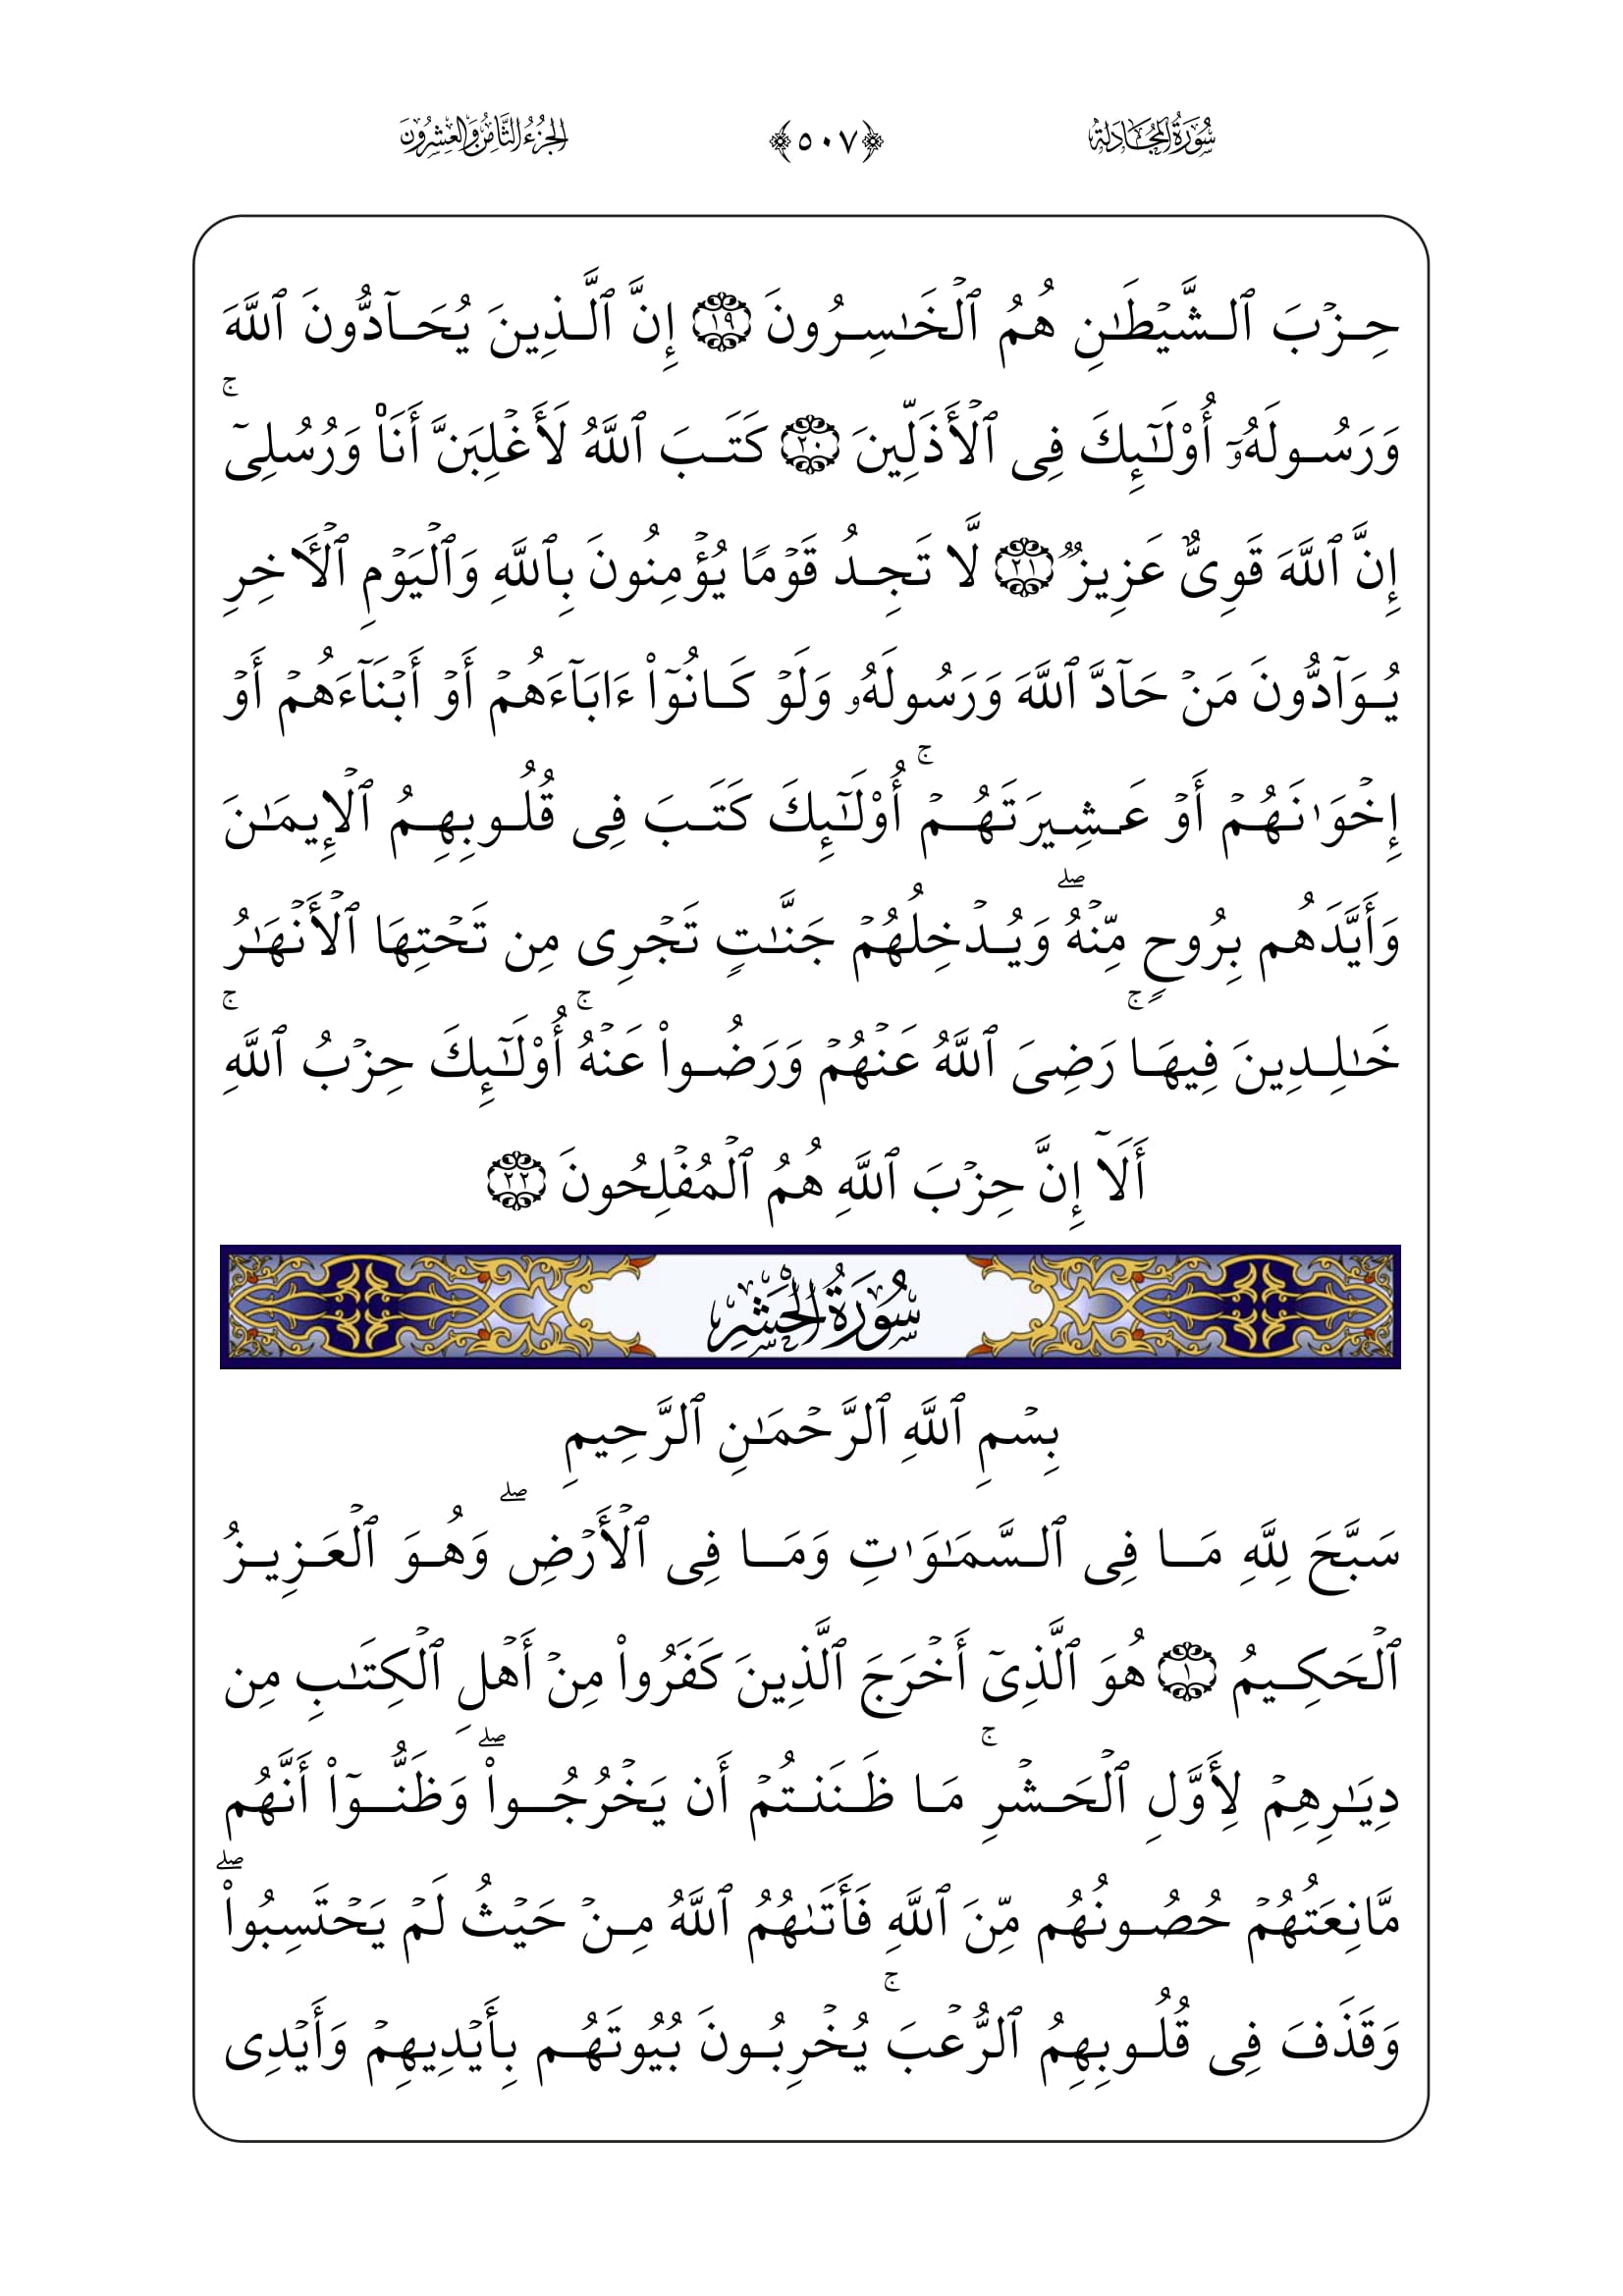 سُورَةُ المُجَادلَةِ ﴿٥٠٧﴾ الجُزْءُ الثَّامِنُ وَالعِشْرُونَ
حِزۡبَ ٱلشَّيۡطَـٰنِ هُمُ ٱلۡخَـٰسِرُونَ ١٩ إِنَّ ٱلَّذِينَ يُحَآدُّونَ ٱللَّهَ
وَرَسُولَهُۥٓ أُوْلَـٰٓئِكَ فِى ٱلۡأَذَلِّينَ ٢٠ كَتَبَ ٱللَّهُ لَأَغۡلِبَنَّ أَنَا۠ وَرُسُلِىٓۚ
إِنَّ ٱللَّهَ قَوِىٌّ عَزِيزٌ ٢١ لَّا تَجِدُ قَوۡمًا يُؤۡمِنُونَ بِٱللَّهِ وَٱلۡيَوۡمِ ٱلۡأَخِرِ
يُوَآدُّونَ مَنۡ حَآدَّ ٱللَّهَ وَرَسُولَهُۥ وَلَوۡ كَانُوٓاْ ءَابَآءَهُمۡ أَوۡ أَبۡنَآءَهُمۡ أَوۡ
إِخۡوَٰنَهُمۡ أَوۡ عَشِيرَتَهُمۡۚ أُوْلَـٰٓئِكَ كَتَبَ فِى قُلُوبِهِمُ ٱلۡإِيمَـٰنَ
وَأَيَّدَهُم بِرُوحٍ مِّنۡهُۖ وَيُدۡخِلُهُمۡ جَنَّـٰتٍ تَجۡرِى مِن تَحۡتِهَا ٱلۡأَنۡهَـٰرُ
خَـٰلِدِينَ فِيهَاۚ رَضِىَ ٱللَّهُ عَنۡهُمۡ وَرَضُواْ عَنۡهُۚ أُوْلَـٰٓئِكَ حِزۡبُ ٱللَّهِۚ
أَلَآ إِنَّ حِزۡبَ ٱللَّهِ هُمُ ٱلۡمُفۡلِحُونَ ٢٢
سُورَةُ الحَشْرِ
بِسۡمِ ٱللَّهِ ٱلرَّحۡمَـٰنِ ٱلرَّحِيمِ
سَبَّحَ لِلَّهِ مَا فِى ٱلسَّمَـٰوَٰتِ وَمَا فِى ٱلۡأَرۡضِۖ وَهُوَ ٱلۡعَزِيزُ
ٱلۡحَكِيمُ ١ هُوَ ٱلَّذِىٓ أَخۡرَجَ ٱلَّذِينَ كَفَرُواْ مِنۡ أَهۡلِ ٱلۡكِتَـٰبِ مِن
دِيَـٰرِهِمۡ لِأَوَّلِ ٱلۡحَشۡرِۚ مَا ظَنَنتُمۡ أَن يَخۡرُجُواْۖ وَظَنُّوٓاْ أَنَّهُم
مَّانِعَتُهُمۡ حُصُونُهُم مِّنَ ٱللَّهِ فَأَتَىٰهُمُ ٱللَّهُ مِنۡ حَيۡثُ لَمۡ يَحۡتَسِبُواْۖ
وَقَذَفَ فِى قُلُوبِهِمُ ٱلرُّعۡبَۚ يُخۡرِبُونَ بُيُوتَهُم بِأَيۡدِيهِمۡ وَأَيۡدِى